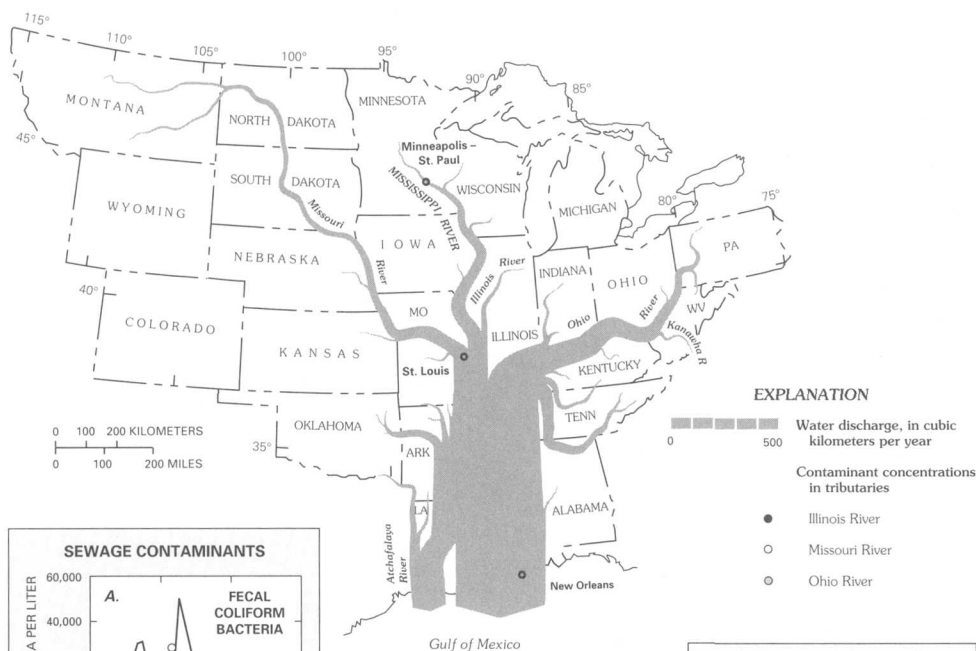 115°
110°
105°
100°
95°
90°
85°
80°
75°
45°
40°
35°
MONTANA
NORTH DAKOTA
MINNESOTA
Minneapolis –
St. Paul
SOUTH DAKOTA
MISSISSIPPI RIVER
WISCONSIN
MICHIGAN
WYOMING
Missouri River
IOWA
NEBRASKA
Illinois River
INDIANA
OHIO
PA
WV
MO
ILLINOIS
Ohio River
Kanawha R
COLORADO
KANSAS
St. Louis
KENTUCKY
TENN
OKLAHOMA
ARK
LA
ALABAMA
Atchafalaya
River
New Orleans
Gulf of Mexico
0 100 200 KILOMETERS
0 100 200 MILES
EXPLANATION
Water discharge, in cubic
kilometers per year
0 500
Contaminant concentrations
in tributaries
Illinois River
Missouri River
Ohio River
SEWAGE CONTAMINANTS
60,000
40,000
A.
FECAL
COLIFORM
BACTERIA
PER LITER